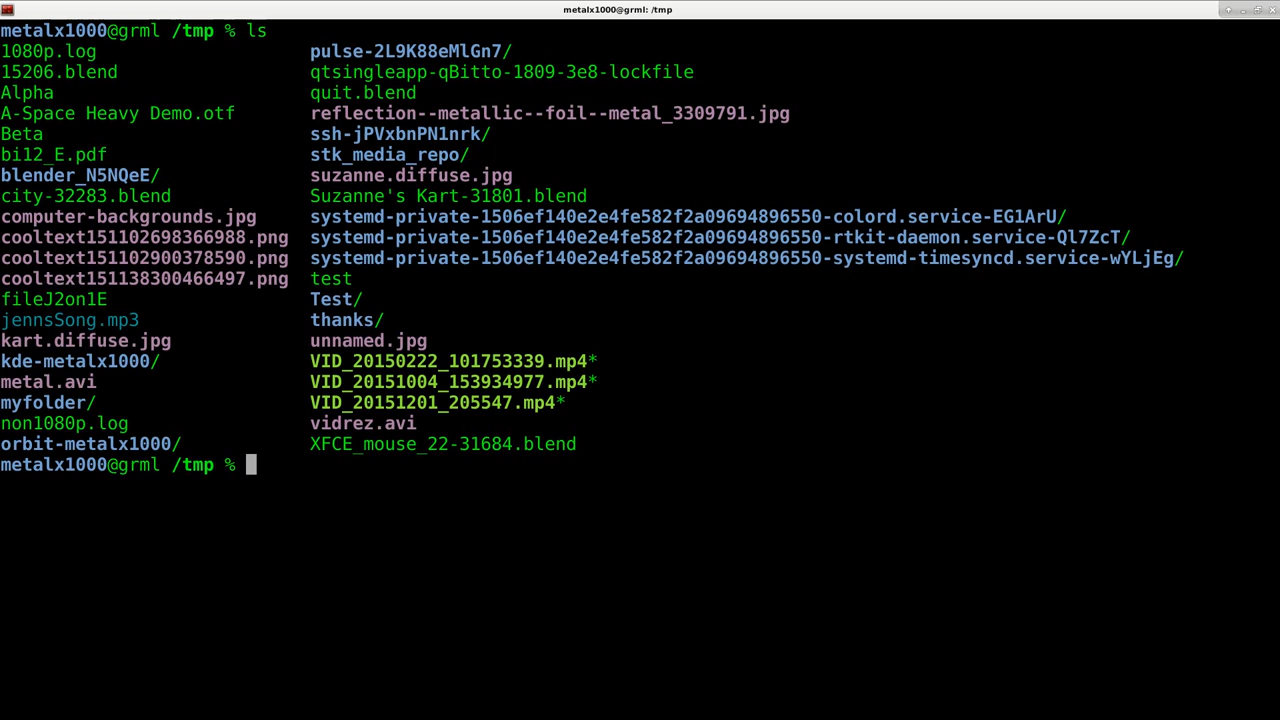 metalx1000@grml: /tmp
metalx1000@grml /tmp % ls
1080p.log pulse-2L9K88eMlGn7/
15206.blend qtsingleapp-qBitto-1809-3e8-lockfile
Alpha quit.blend
A-Space Heavy Demo.otf reflection--metallic--foil--metal_3309791.jpg
Beta ssh-jPVxbnPN1nrk/
bi12_E.pdf stk_media_repo/
blender_N5NQeE/ suzanne.diffuse.jpg
city-32283.blend Suzanne's Kart-31801.blend
computer-backgrounds.jpg systemd-private-1506ef140e2e4fe582f2a09694896550-colord.service-EG1ArU/
cooltext151102698366988.png systemd-private-1506ef140e2e4fe582f2a09694896550-rtkit-daemon.service-Ql7ZcT/
cooltext151102900378590.png systemd-private-1506ef140e2e4fe582f2a09694896550-systemd-timesyncd.service-wYLjEg/
cooltext151138300466497.png test
fileJ2on1E Test/
jennsSong.mp3 thanks/
kart.diffuse.jpg unnamed.jpg
kde-metalx1000/ VID_20150222_101753339.mp4*
metal.avi VID_20151004_153934977.mp4*
myfolder/ VID_20151201_205547.mp4*
non1080p.log vidrez.avi
orbit-metalx1000/ XFCE_mouse_22-31684.blend
metalx1000@grml /tmp %